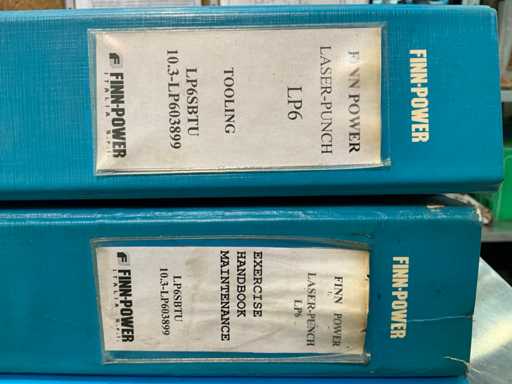 FINN-POWER
FINN POWER
LASER-PUNCH
LP6
TOOLING
LP6SBTU
10.3-LP603899
FINN-POWER
ITALIA S.r.l
FINN-POWER
FINN POWER
LASER-PUNCH
LP6
EXERCISE
HANDBOOK
MAINTENANCE
LP6SBTU
10.3-LP603899
FINN-POWER
ITALIA S.r.l